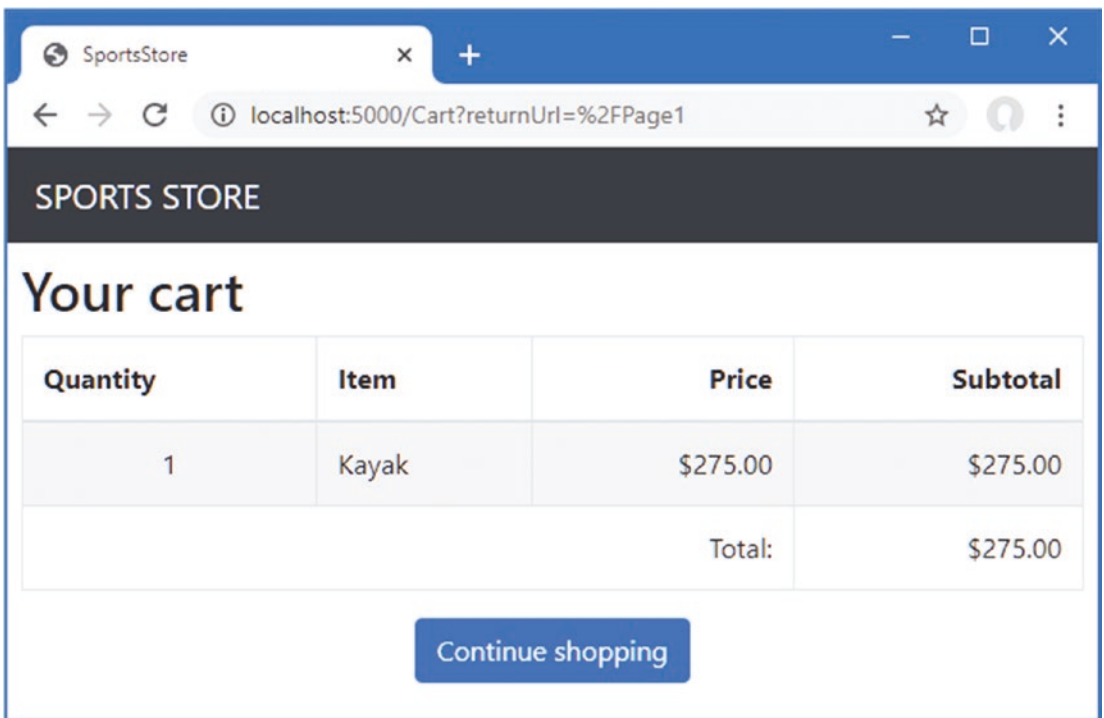 SportsStore
localhost:5000/Cart?returnUrl=%2FPage1
SPORTS STORE
Your cart
Quantity Item Price Subtotal
1 Kayak $275.00 $275.00
Total: $275.00
Continue shopping